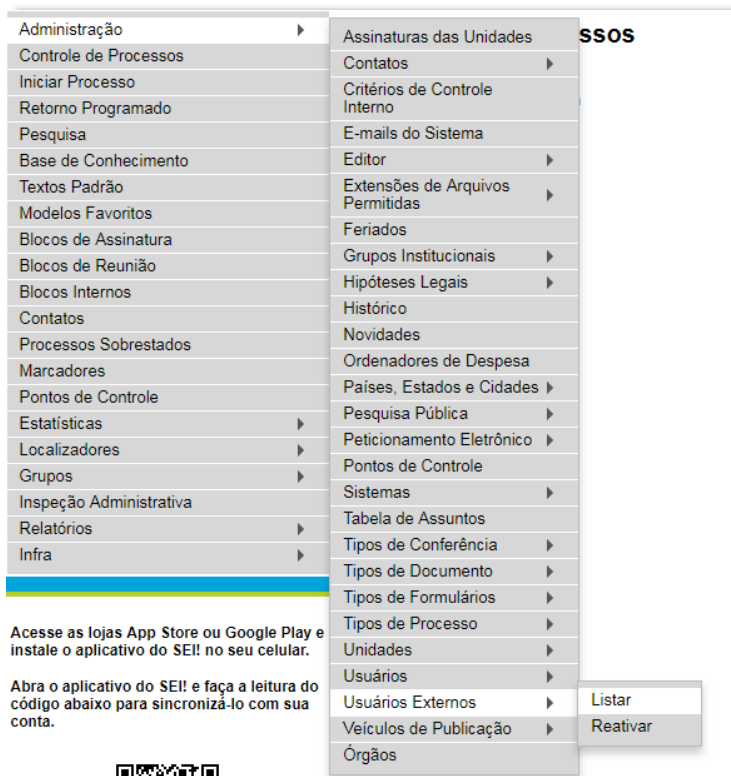 Administração
Controle de Processos
Iniciar Processo
Retorno Programado
Pesquisa
Base de Conhecimento
Textos Padrão
Modelos Favoritos
Blocos de Assinatura
Blocos de Reunião
Blocos Internos
Contatos
Processos Sobrestados
Marcadores
Pontos de Controle
Estatísticas
Localizadores
Grupos
Inspeção Administrativa
Relatórios
Infra
Acesse as lojas App Store ou Google Play e
instale o aplicativo do SEI! no seu celular.
Abra o aplicativo do SEI! e faça a leitura do
código abaixo para sincronizá-lo com sua
conta.
Assinaturas das Unidades
Contatos
Critérios de Controle
Interno
E-mails do Sistema
Editor
Extensões de Arquivos
Permitidas
Feriados
Grupos Institucionais
Hipóteses Legais
Histórico
Novidades
Ordenadores de Despesa
Países, Estados e Cidades
Pesquisa Pública
Peticionamento Eletrônico
Pontos de Controle
Sistemas
Tabela de Assuntos
Tipos de Conferência
Tipos de Documento
Tipos de Formulários
Tipos de Processo
Unidades
Usuários
Usuários Externos
Veículos de Publicação
Órgãos
Listar
Reativar
ssos